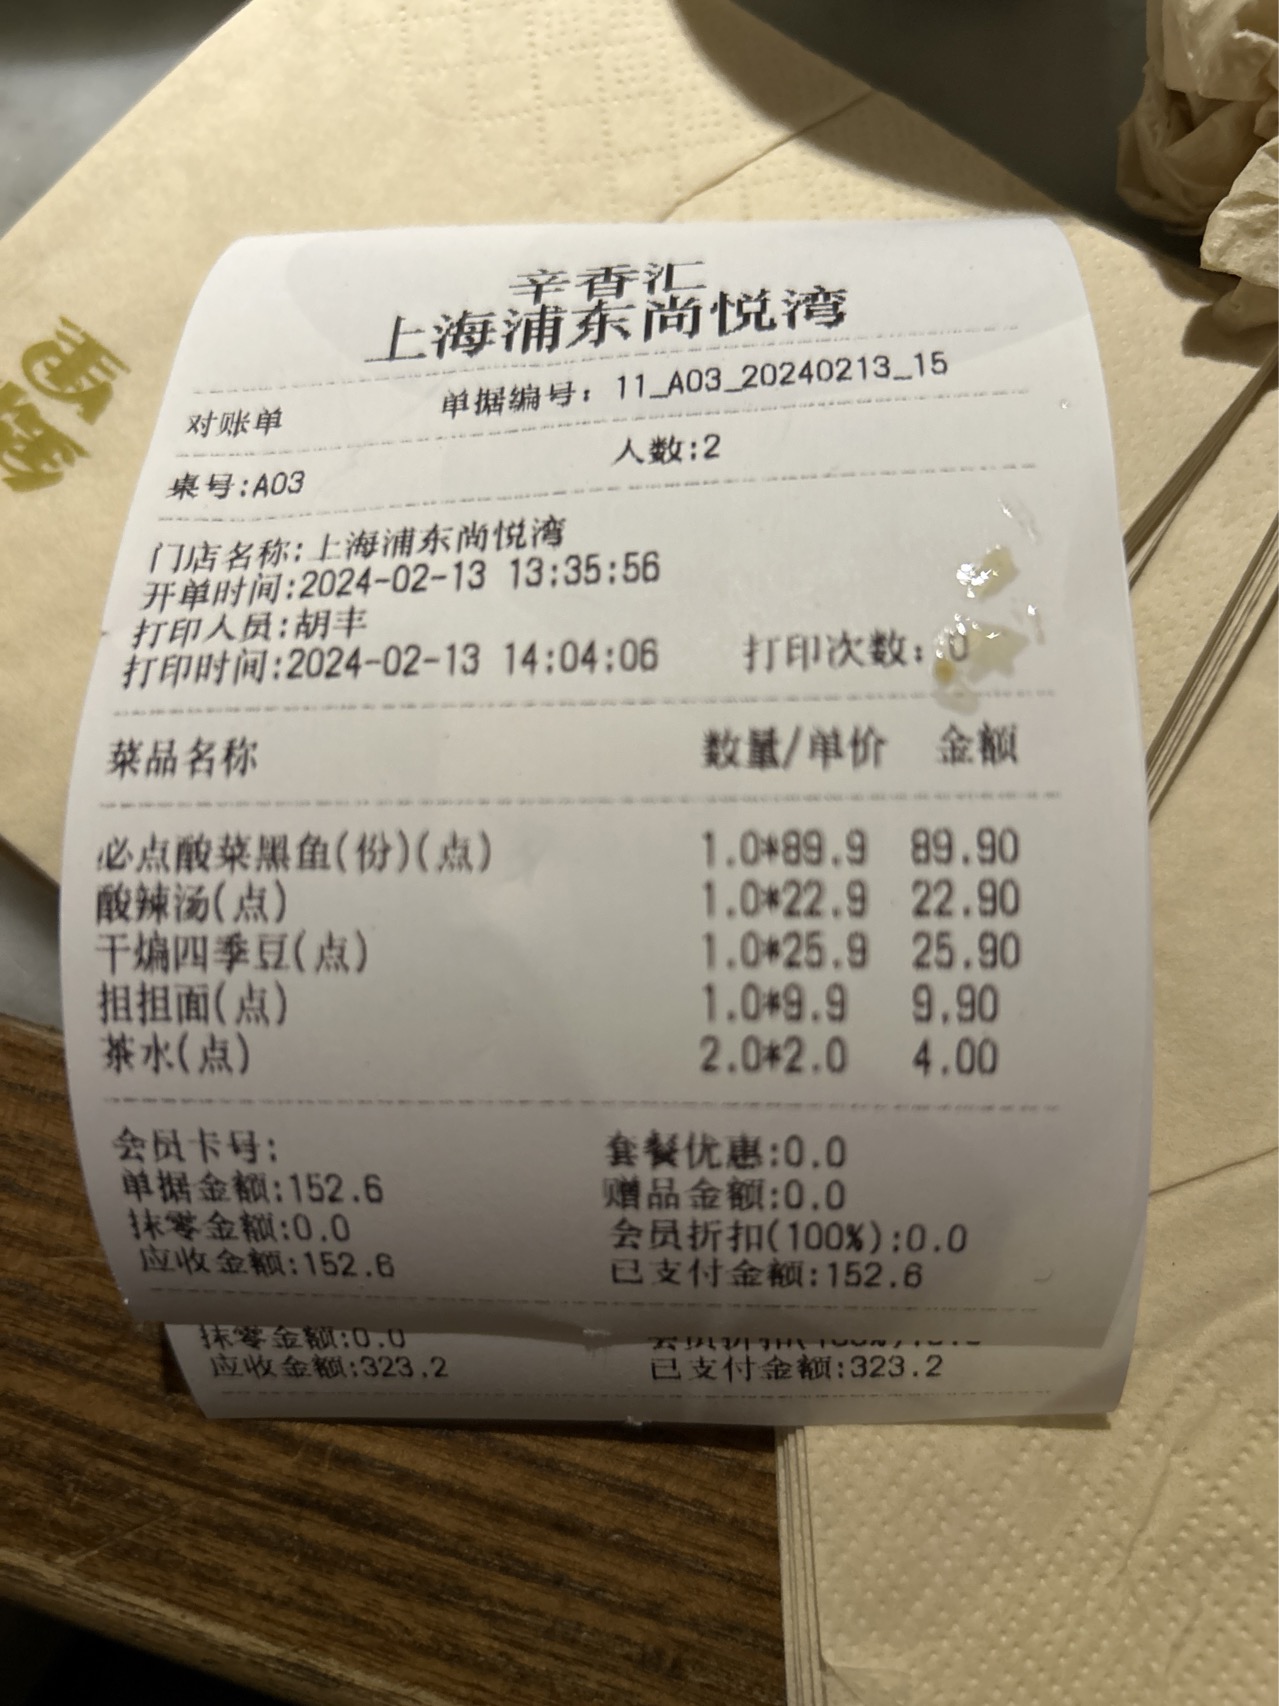 辛香汇
上海浦东尚悦湾
对账单 单据编号：11_A03_20240213_15
桌号:A03 人数:2
门店名称:上海浦东尚悦湾
开单时间:2024-02-13 13:35:56
打印人员:胡丰
打印时间:2024-02-13 14:04:06 打印次数:0
菜品名称 数量/单价 金额
必点酸菜黑鱼(份)(点) 1.0*89.9 89.90
酸辣汤(点) 1.0*22.9 22.90
干煸四季豆(点) 1.0*25.9 25.90
担担面(点) 1.0*9.9 9.90
茶水(点) 2.0*2.0 4.00
会员卡号: 套餐优惠:0.0
单据金额:152.6 赠品金额:0.0
抹零金额:0.0 会员折扣(100%):0.0
应收金额:152.6 已支付金额:152.6
抹零金额:0.0
应收金额:323.2 已支付金额:323.2